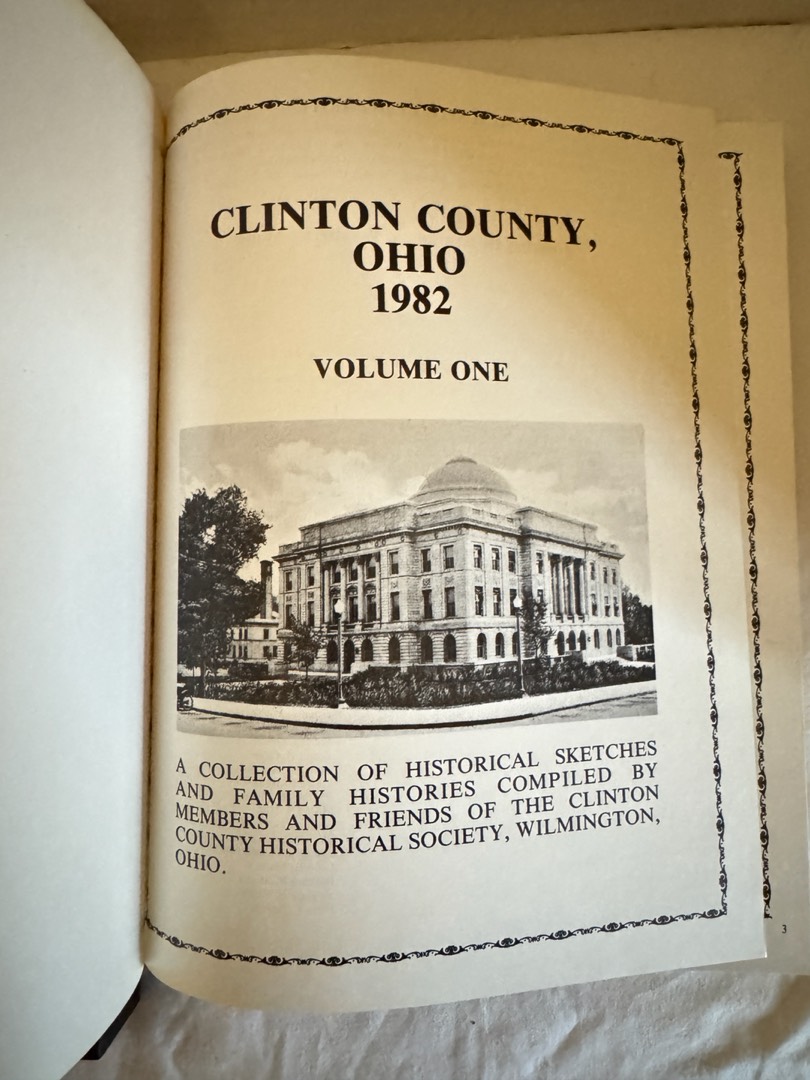 CLINTON COUNTY,
OHIO
1982
VOLUME ONE
A COLLECTION OF HISTORICAL SKETCHES
AND FAMILY HISTORIES COMPILED BY
MEMBERS AND FRIENDS OF THE CLINTON
COUNTY HISTORICAL SOCIETY, WILMINGTON,
OHIO.
3